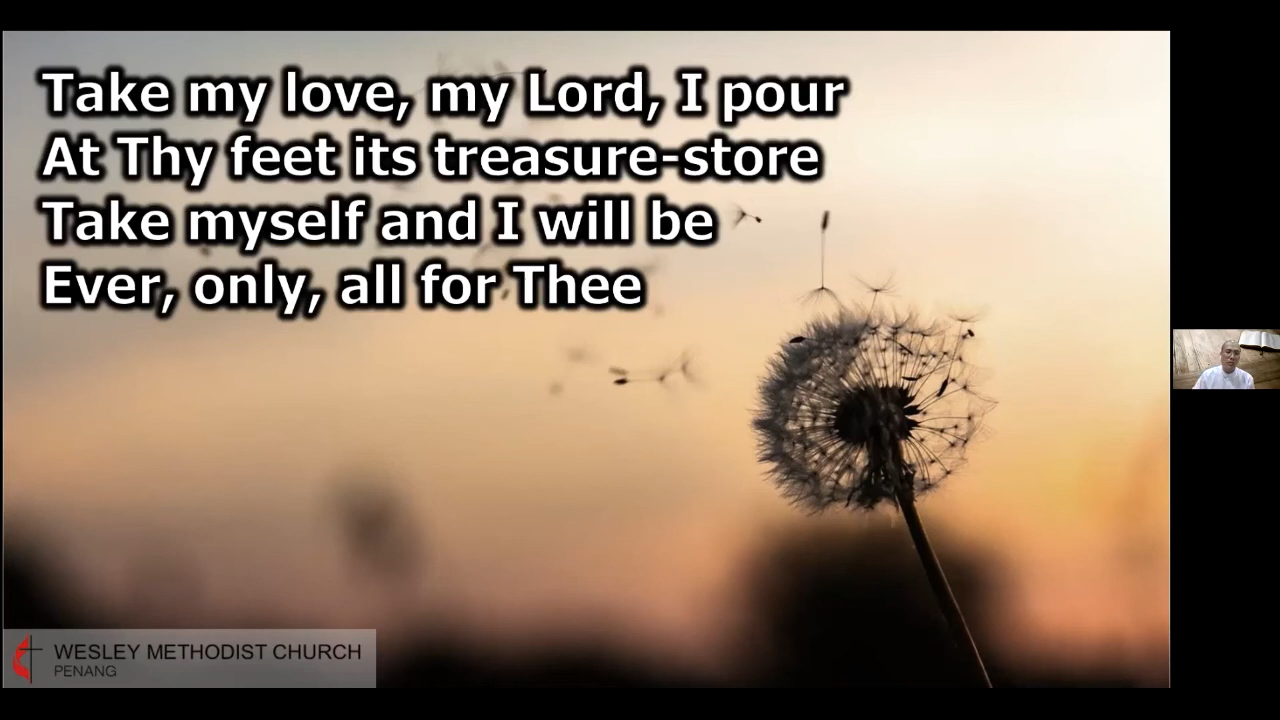 Take my love, my Lord, I pour
At Thy feet its treasure-store
Take myself and I will be
Ever, only, all for Thee
WESLEY METHODIST CHURCH
PENANG